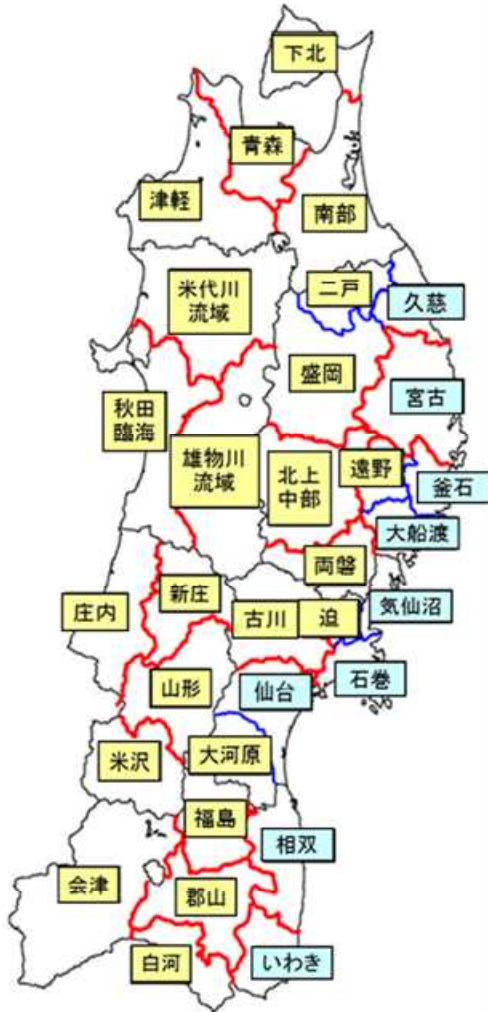 下北
青森
津軽
南部
二戸
米代川
流域
久慈
盛岡
宮古
秋田
臨海
雄物川
流域
北上
中部
遠野
釜石
大船渡
両磐
新庄
庄内
古川
迫
気仙沼
山形
仙台
石巻
米沢
大河原
福島
相双
会津
郡山
白河
いわき